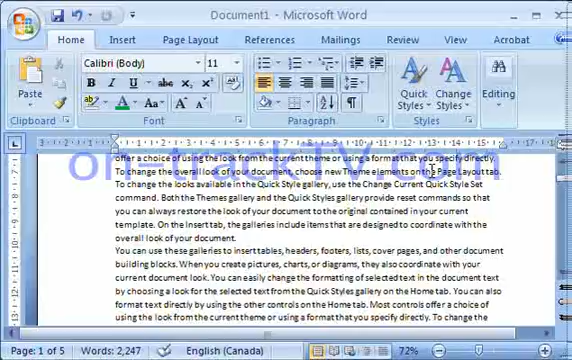 Document1 - Microsoft Word
Home Insert Page Layout References Mailings Review View Acrobat
Calibri (Body) 11
Paste Quick Styles Change Styles Editing
Clipboard Font Paragraph Styles
on-trackTV.com
offer a choice of using the look from the current theme or using a format that you specify directly.
To change the overall look of your document, choose new Theme elements on the Page Layout tab.
To change the looks available in the Quick Style gallery, use the Change Current Quick Style Set
command. Both the Themes gallery and the Quick Styles gallery provide reset commands so that
you can always restore the look of your document to the original contained in your current
template. On the Insert tab, the galleries include items that are designed to coordinate with the
overall look of your document.
You can use these galleries to insert tables, headers, footers, lists, cover pages, and other document
building blocks. When you create pictures, charts, or diagrams, they also coordinate with your
current document look. You can easily change the formatting of selected text in the document text
by choosing a look for the selected text from the Quick Styles gallery on the Home tab. You can also
format text directly by using the other controls on the Home tab. Most controls offer a choice of
using the look from the current theme or using a format that you specify directly. To change the
Page: 1 of 5 Words: 2,247 English (Canada) 72%